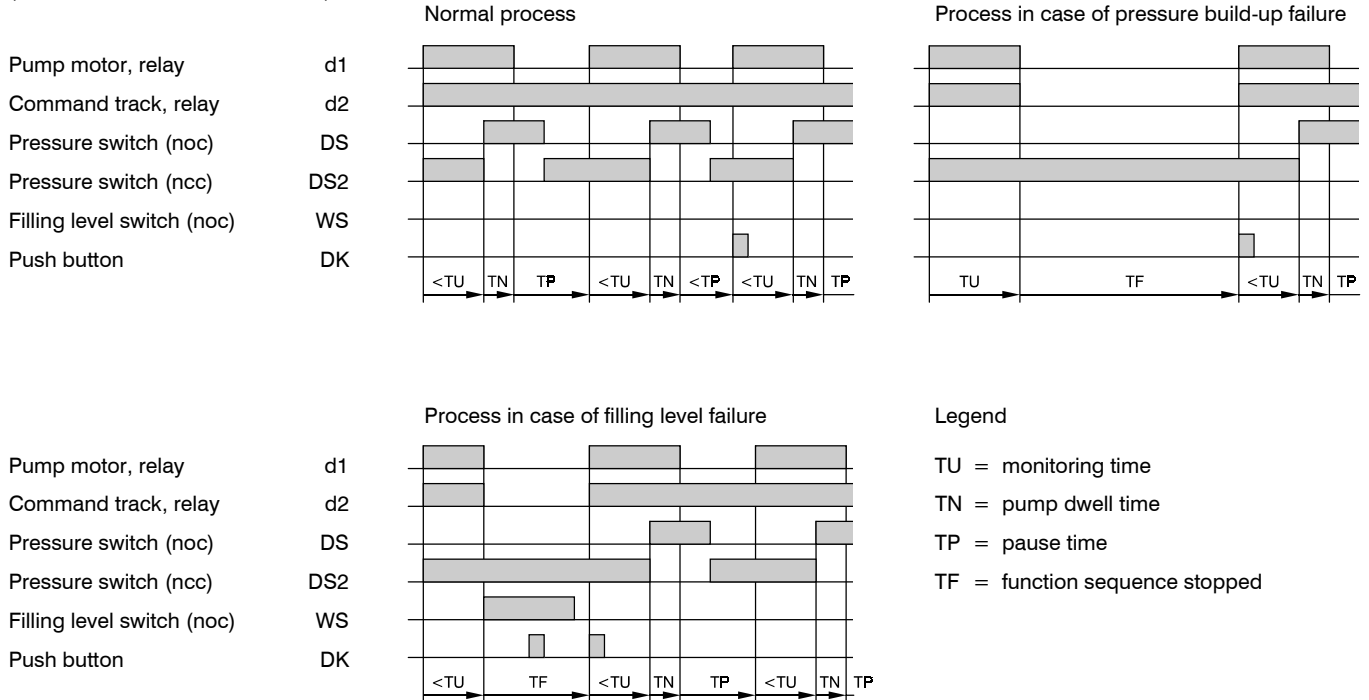 Normal process
Process in case of pressure build-up failure
Pump motor, relay d1
Command track, relay d2
Pressure switch (noc) DS
Pressure switch (ncc) DS2
Filling level switch (noc) WS
Push button DK
<TU TN TP <TU TN <TP <TU TN TP
TU TF <TU TN TP
Process in case of filling level failure
Legend
Pump motor, relay d1
TU = monitoring time
Command track, relay d2
TN = pump dwell time
Pressure switch (noc) DS
TP = pause time
Pressure switch (ncc) DS2
TF = function sequence stopped
Filling level switch (noc) WS
Push button DK
<TU TF <TU TN TP <TU TN TP